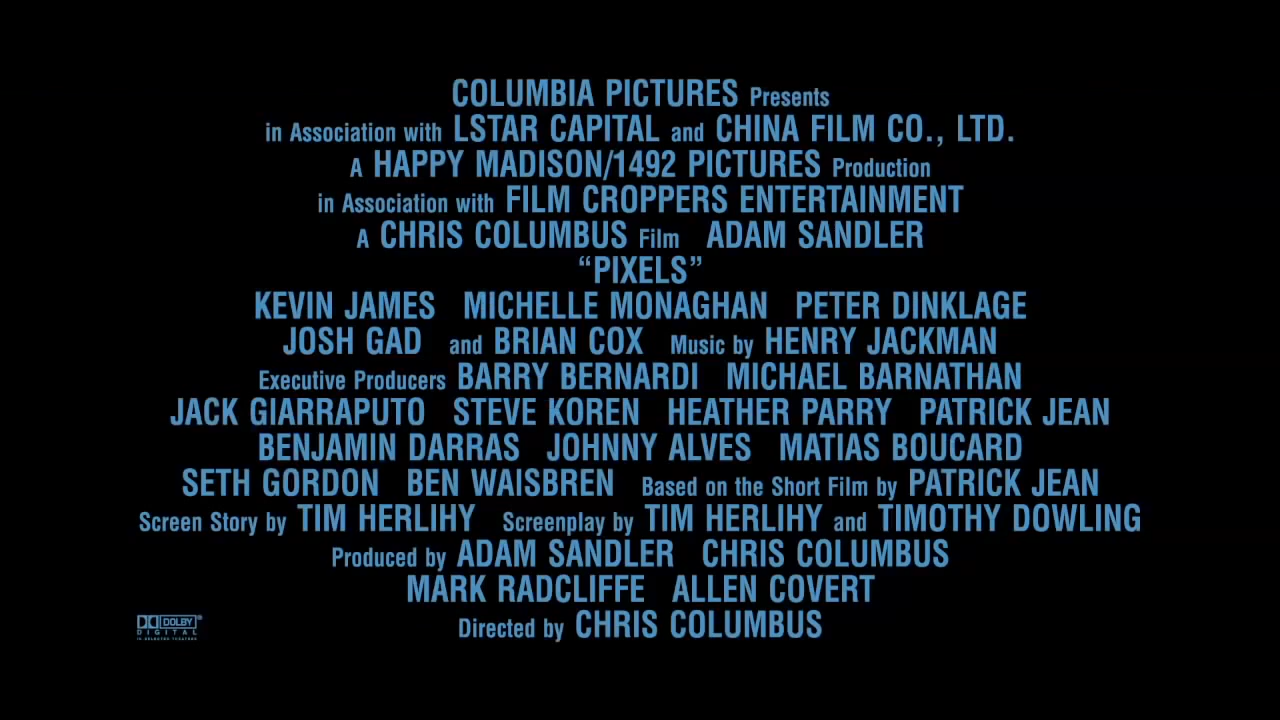 COLUMBIA PICTURES Presents
in Association with LSTAR CAPITAL and CHINA FILM CO., LTD.
A HAPPY MADISON/1492 PICTURES Production
in Association with FILM CROPPERS ENTERTAINMENT
A CHRIS COLUMBUS Film ADAM SANDLER
“PIXELS”
KEVIN JAMES MICHELLE MONAGHAN PETER DINKLAGE
JOSH GAD and BRIAN COX Music by HENRY JACKMAN
Executive Producers BARRY BERNARDI MICHAEL BARNATHAN
JACK GIARRAPUTO STEVE KOREN HEATHER PARRY PATRICK JEAN
BENJAMIN DARRAS JOHNNY ALVES MATIAS BOUCARD
SETH GORDON BEN WAISBREN Based on the Short Film by PATRICK JEAN
Screen Story by TIM HERLIHY Screenplay by TIM HERLIHY and TIMOTHY DOWLING
Produced by ADAM SANDLER CHRIS COLUMBUS
MARK RADCLIFFE ALLEN COVERT
Directed by CHRIS COLUMBUS
DOLBY®
DIGITAL
IN SELECTED THEATRES